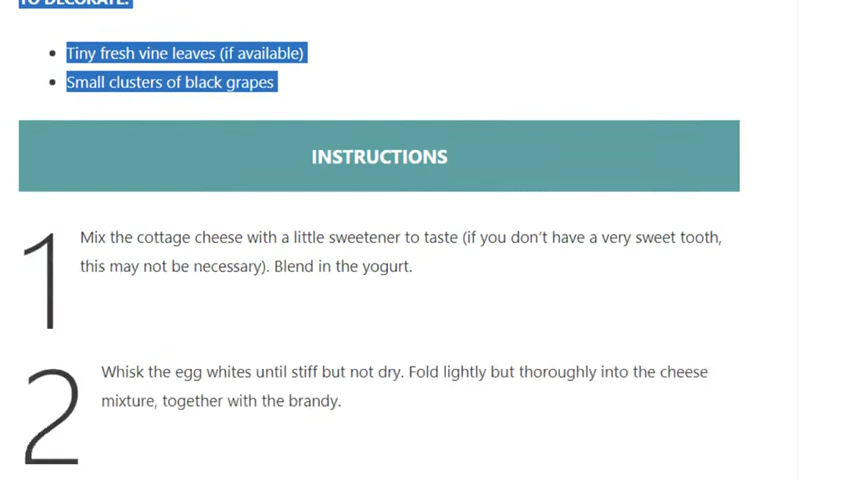 TO DECORATE:
Tiny fresh vine leaves (if available)
Small clusters of black grapes
INSTRUCTIONS
1
Mix the cottage cheese with a little sweetener to taste (if you don’t have a very sweet tooth,
this may not be necessary). Blend in the yogurt.
2
Whisk the egg whites until stiff but not dry. Fold lightly but thoroughly into the cheese
mixture, together with the brandy.